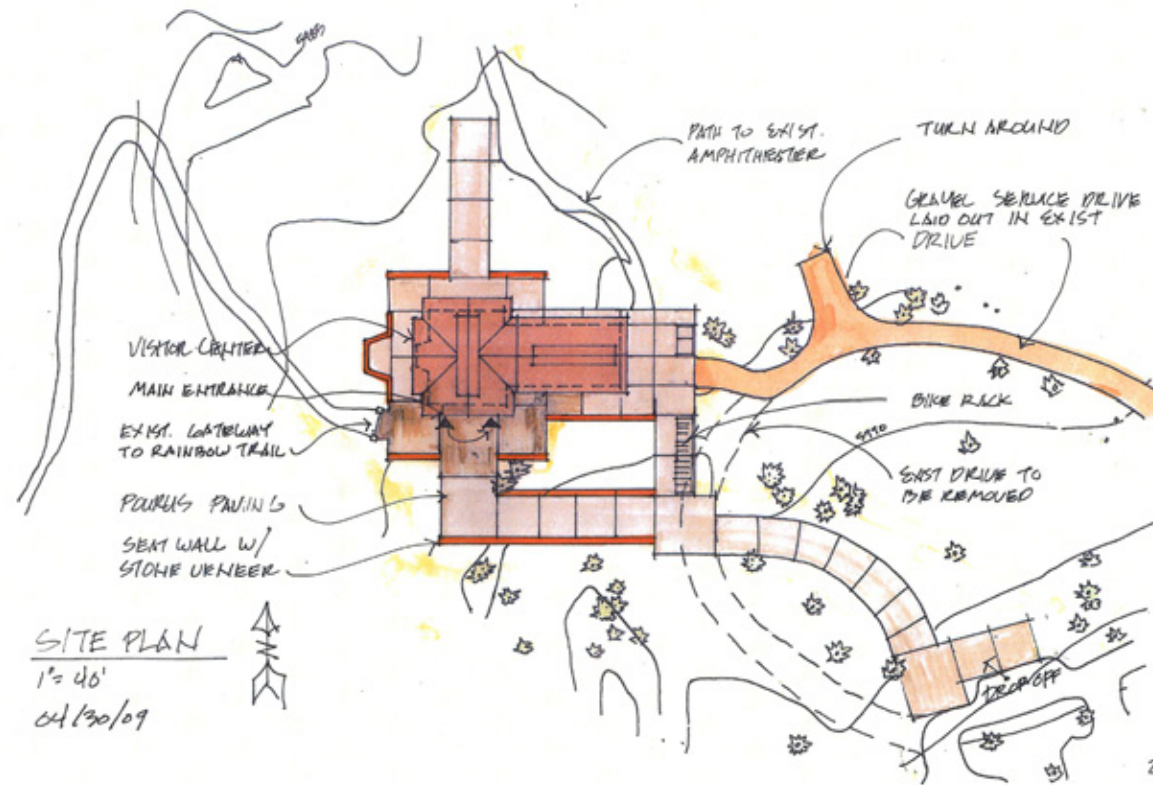 PATH TO EXIST.
AMPHITHEATER
TURN AROUND
GRAVEL SERVICE DRIVE
LAID OUT IN EXIST
DRIVE
VISITOR CENTER
MAIN ENTRANCE
EXIST. GATEWAY
TO RAINBOW TRAIL
POURUS PAVING
SEAT WALL W/
STONE VENEER
BIKE RACK
EXIST DRIVE TO
BE REMOVED
DROP OFF
SITE PLAN
1"= 40'
04/30/09
N